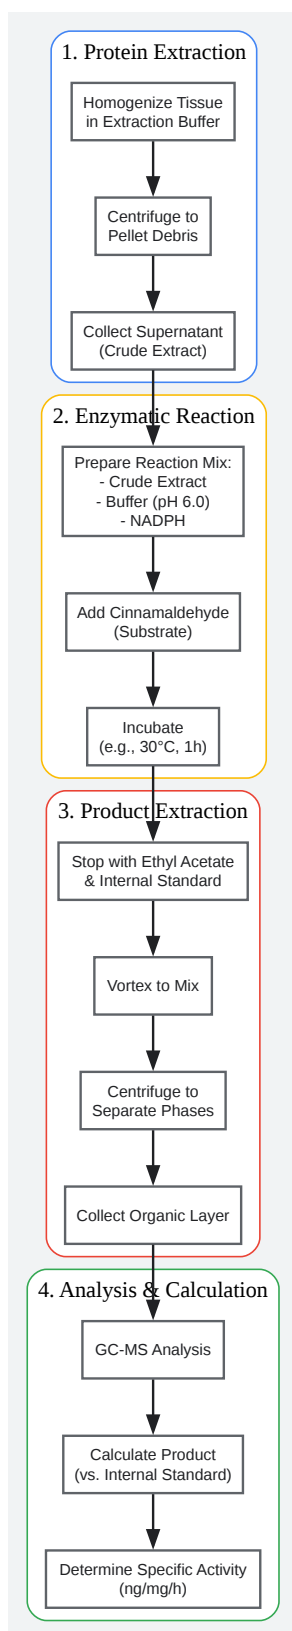 1. Protein Extraction
Homogenize Tissue
in Extraction Buffer
Centrifuge to
Pellet Debris
Collect Supernatant
(Crude Extract)
2. Enzymatic Reaction
Prepare Reaction Mix:
- Crude Extract
- Buffer (pH 6.0)
- NADPH
Add Cinnamaldehyde
(Substrate)
Incubate
(e.g., 30°C, 1h)
3. Product Extraction
Stop with Ethyl Acetate
& Internal Standard
Vortex to Mix
Centrifuge to
Separate Phases
Collect Organic Layer
4. Analysis & Calculation
GC-MS Analysis
Calculate Product
(vs. Internal Standard)
Determine Specific Activity
(ng/mg/h)